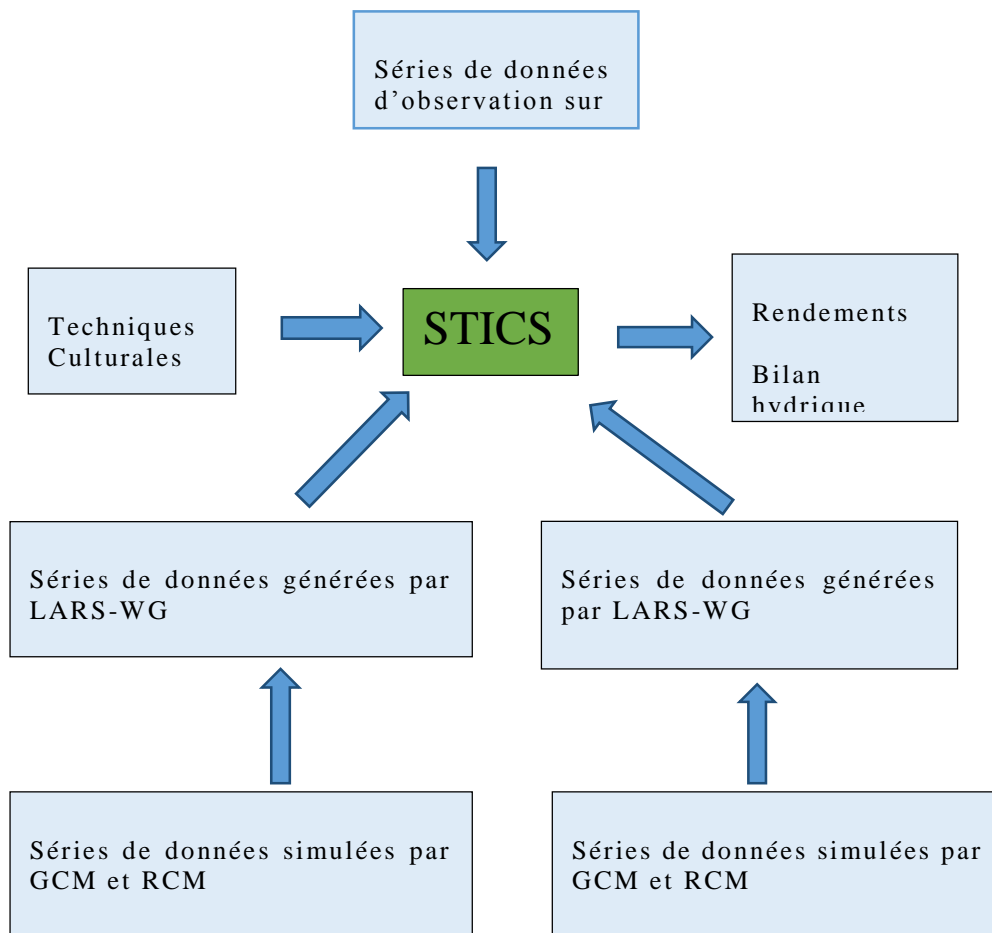 Séries de données
d'observation sur
Techniques
Culturales
STICS
Rendements
Bilan
hydrique
Séries de données générées par
LARS-WG
Séries de données générées
par LARS-WG
Séries de données simulées par
GCM et RCM
Séries de données simulées par
GCM et RCM